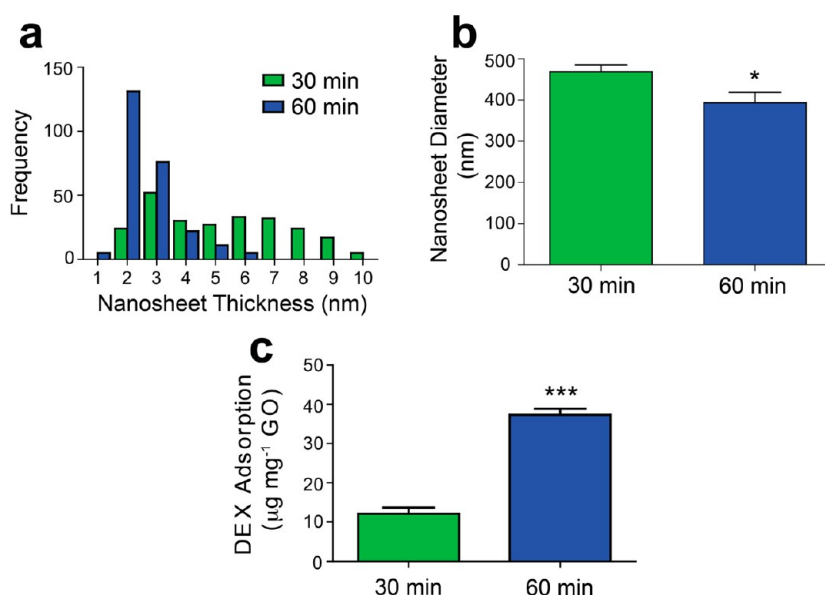 a
150
100
50
0
Frequency
30 min
60 min
1 2 3 4 5 6 7 8 9 10
Nanosheet Thickness (nm)
b
500
400
300
200
100
0
Nanosheet Diameter
(nm)
*
30 min 60 min
c
50
40
30
20
10
0
DEX Adsorption
(μg mg⁻¹ GO)
***
30 min 60 min